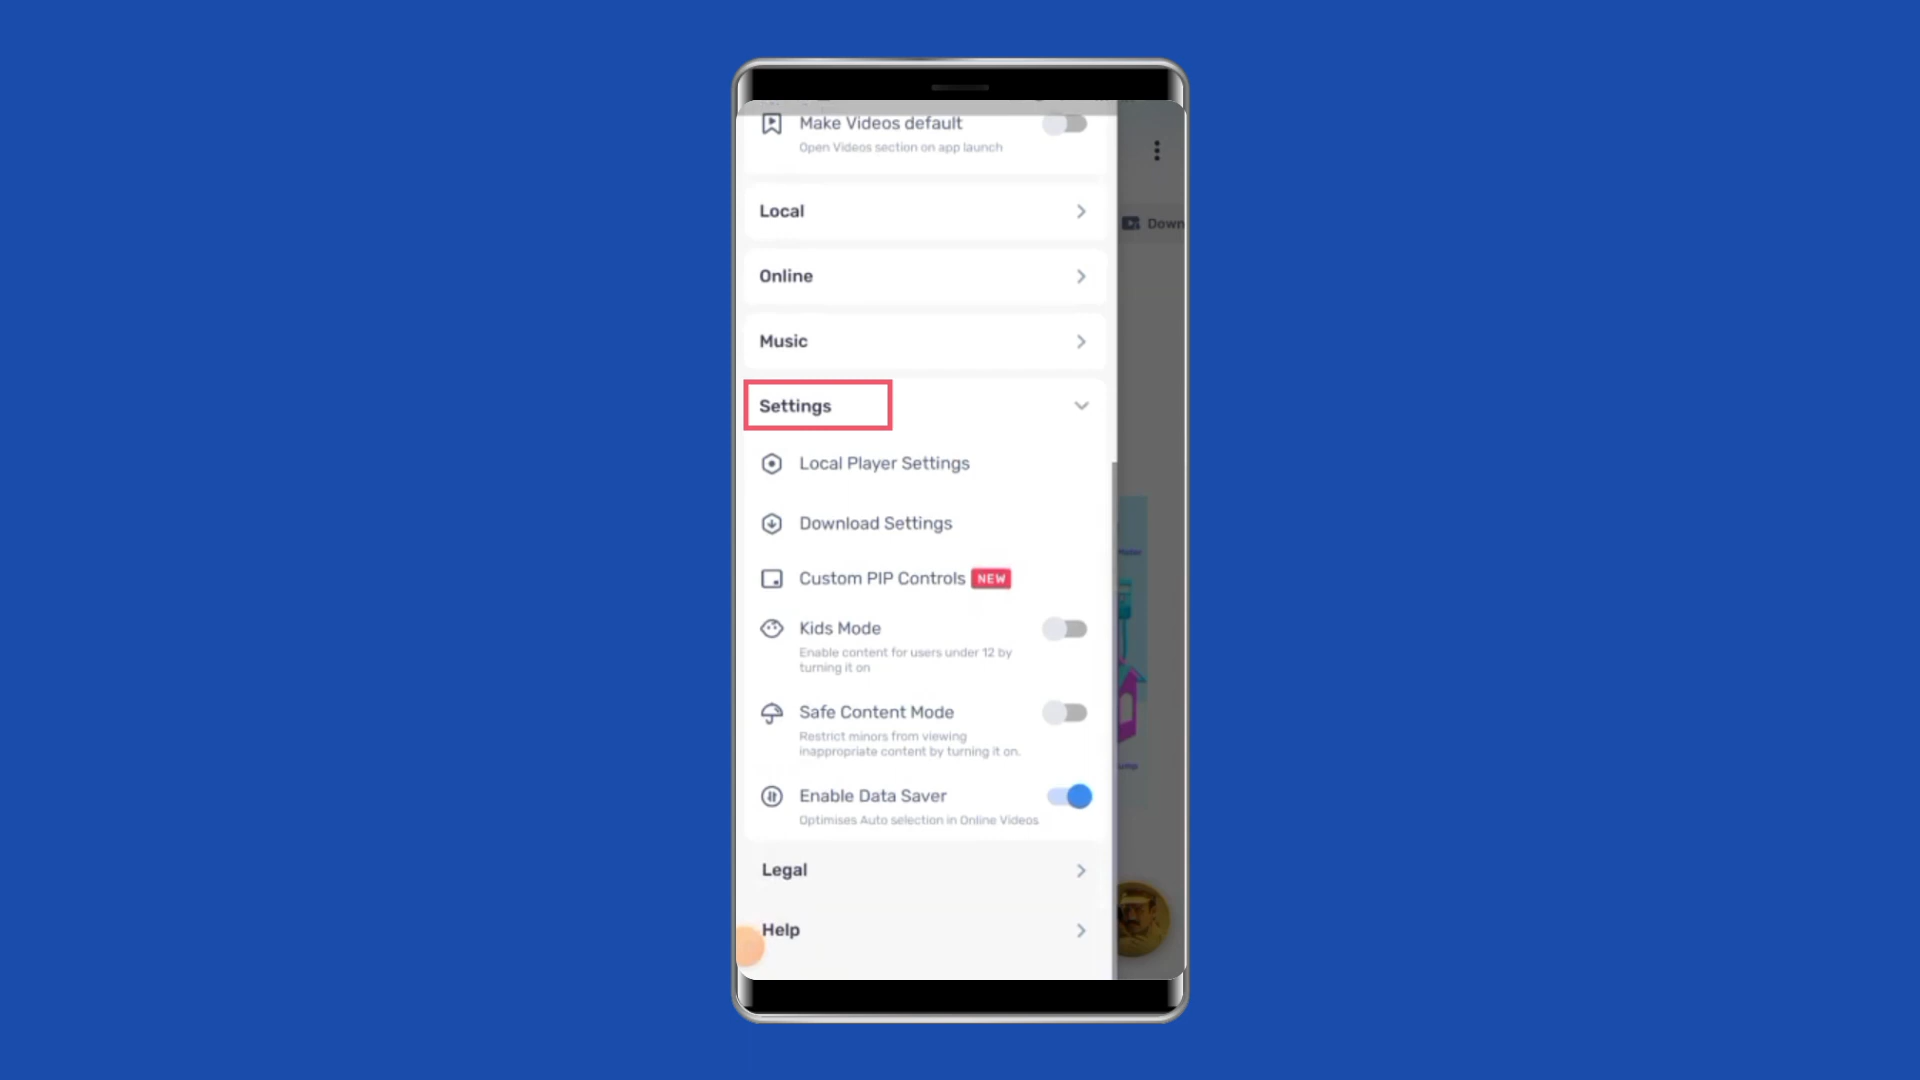 Make Videos default
Open Videos section on app launch
Down
Local
Online
Music
Settings
Local Player Settings
Download Settings
Custom PIP Controls NEW
Kids Mode
Enable content for users under 12 by
turning it on
Safe Content Mode
Restrict minors from viewing
inappropriate content by turning it on.
Enable Data Saver
Optimises Auto selection in Online Videos
Legal
Help